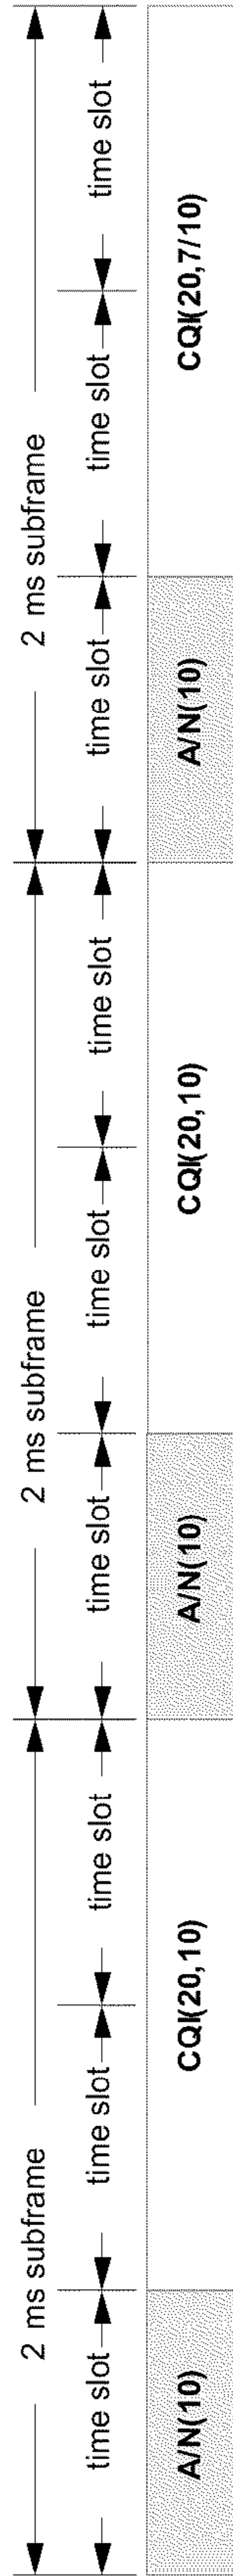 2 ms subframe 2 ms subframe 2 ms subframe
time slot time slot time slot time slot time slot time slot time slot time slot time slot
A/N(10) CQI(20,10) A/N(10) CQI(20,10) A/N(10) CQI(20,7/10)